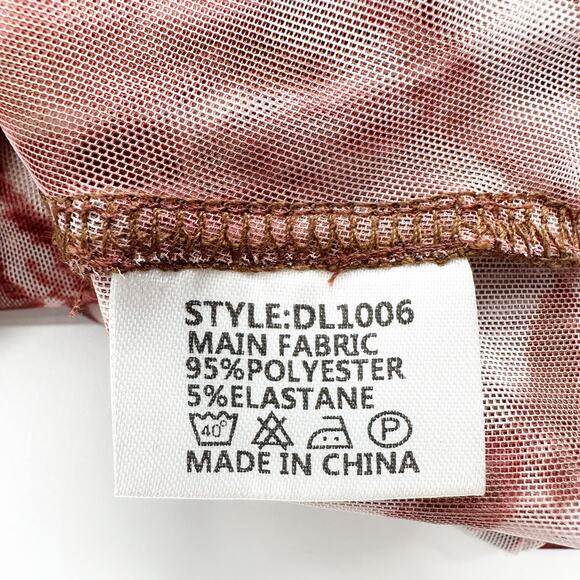 STYLE:DL1006
MAIN FABRIC
95%POLYESTER
5%ELASTANE
40° P
MADE IN CHINA